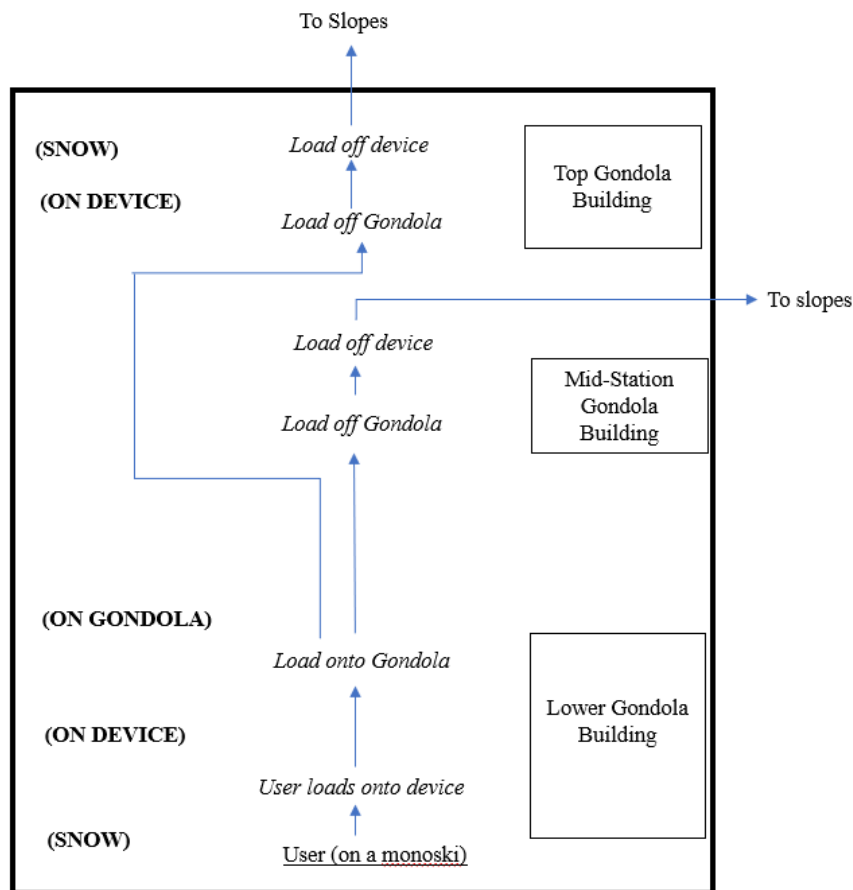 To Slopes
(SNOW)
Load off device
(ON DEVICE)
Load off Gondola
Top Gondola
Building
To slopes
Load off device
Load off Gondola
Mid-Station
Gondola
Building
(ON GONDOLA)
Load onto Gondola
Lower Gondola
Building
(ON DEVICE)
User loads onto device
(SNOW)
User (on a monoski)